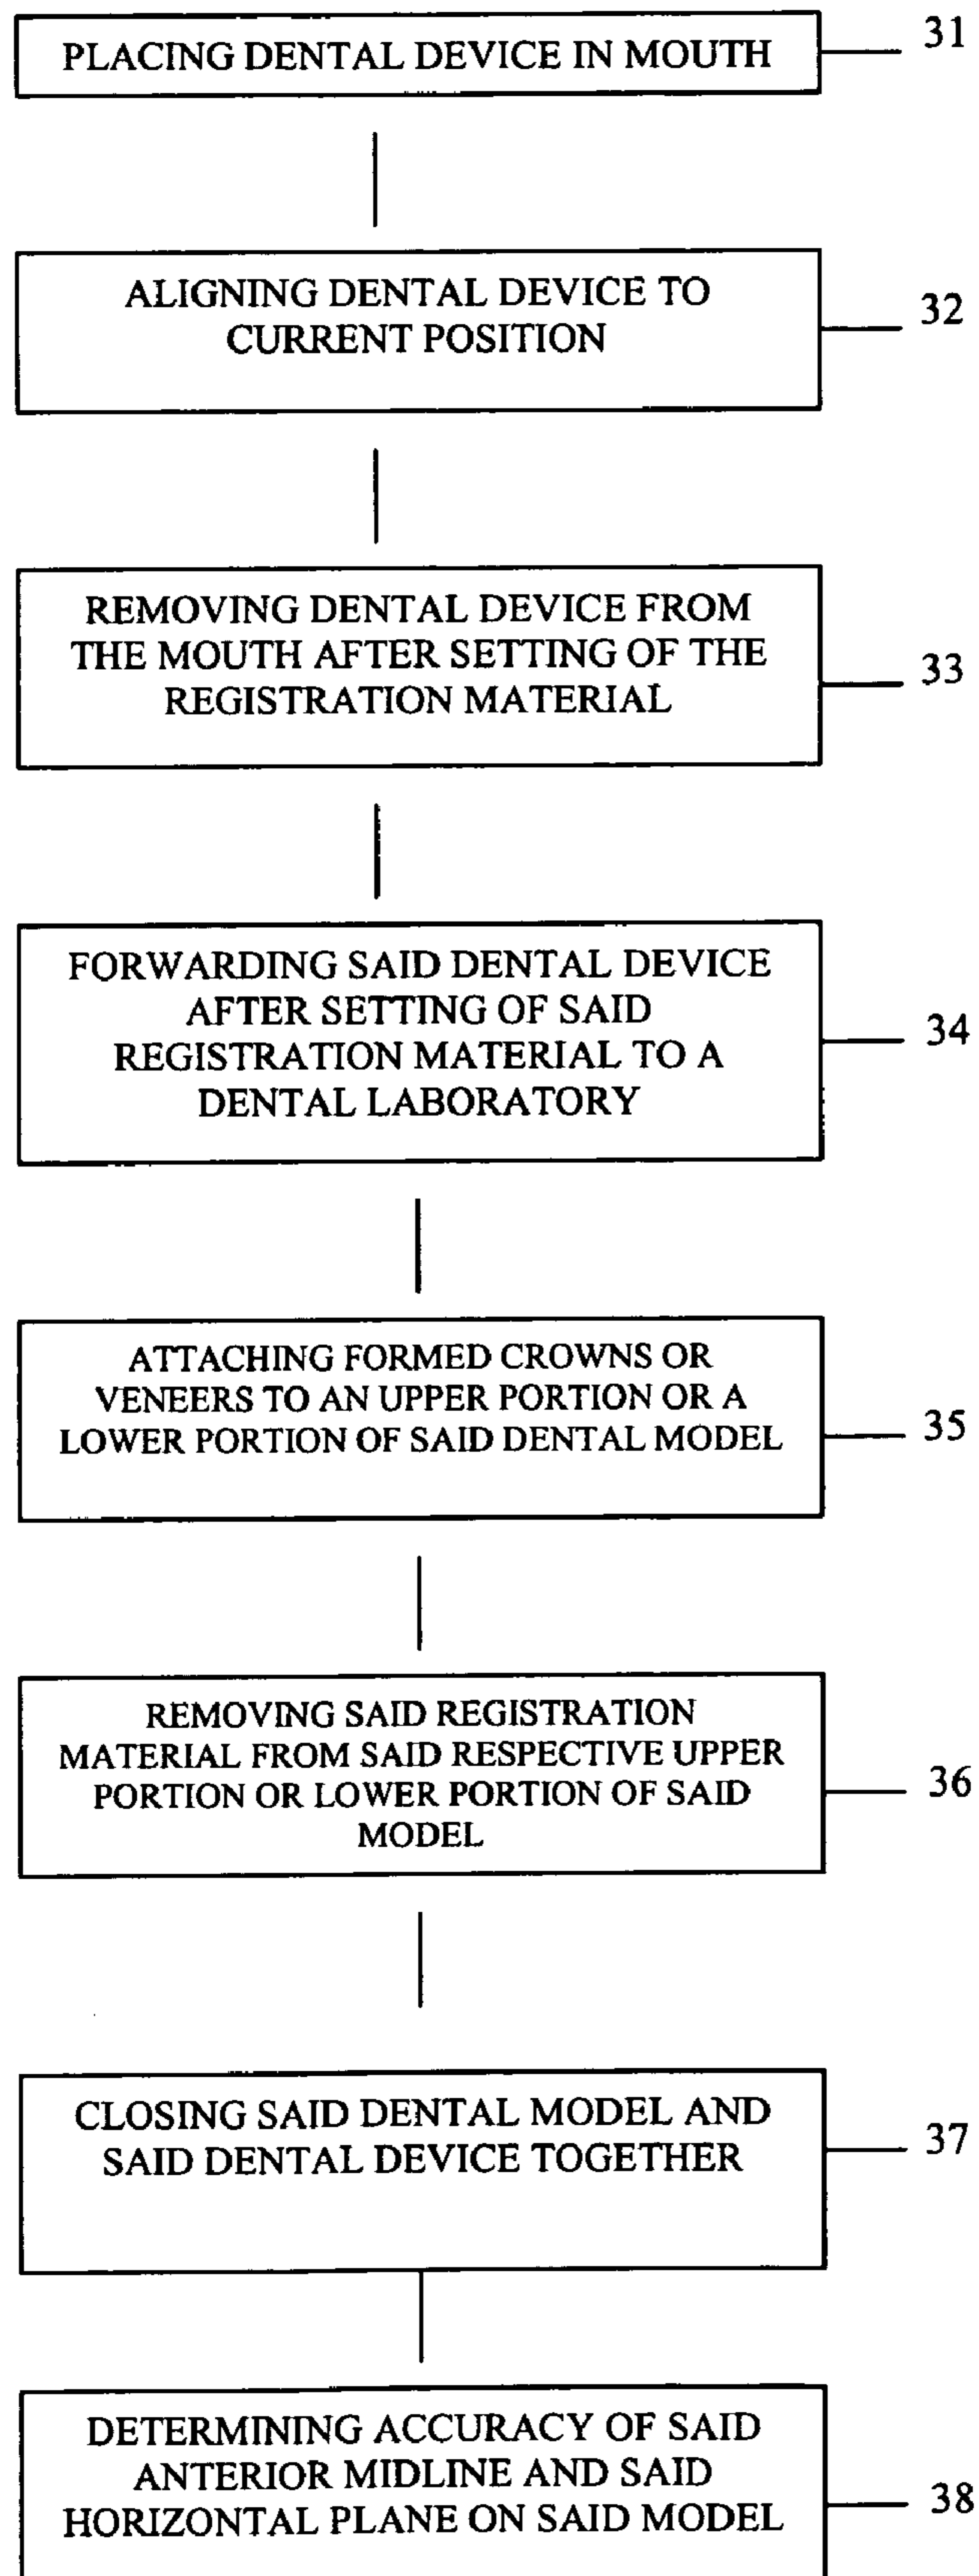 PLACING DENTAL DEVICE IN MOUTH
31
ALIGNING DENTAL DEVICE TO
CURRENT POSITION
32
REMOVING DENTAL DEVICE FROM
THE MOUTH AFTER SETTING OF THE
REGISTRATION MATERIAL
33
FORWARDING SAID DENTAL DEVICE
AFTER SETTING OF SAID
REGISTRATION MATERIAL TO A
DENTAL LABORATORY
34
ATTACHING FORMED CROWNS OR
VENEERS TO AN UPPER PORTION OR A
LOWER PORTION OF SAID DENTAL MODEL
35
REMOVING SAID REGISTRATION
MATERIAL FROM SAID RESPECTIVE UPPER
PORTION OR LOWER PORTION OF SAID
MODEL
36
CLOSING SAID DENTAL MODEL AND
SAID DENTAL DEVICE TOGETHER
37
DETERMINING ACCURACY OF SAID
ANTERIOR MIDLINE AND SAID
HORIZONTAL PLANE ON SAID MODEL
38